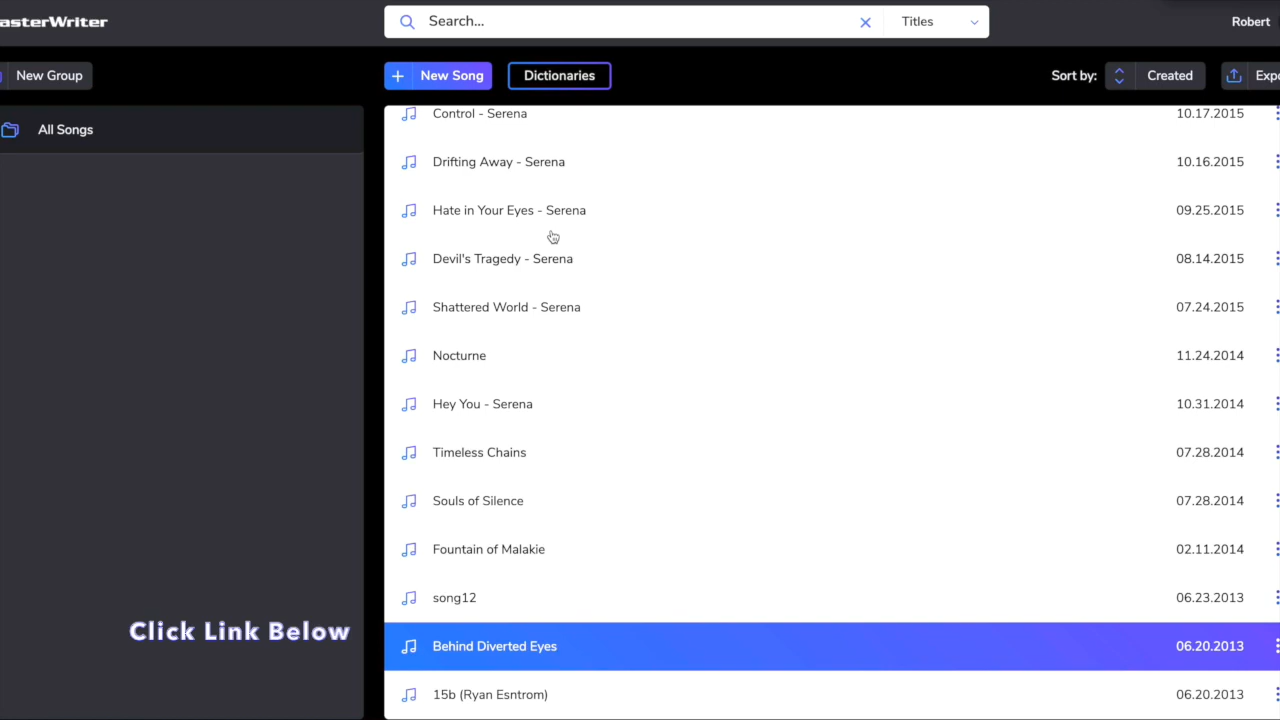 asterWriter
Search...
Titles
Robert
New Group
New Song
Dictionaries
Sort by:
Created
Expo
All Songs
Control - Serena 10.17.2015
Drifting Away - Serena 10.16.2015
Hate in Your Eyes - Serena 09.25.2015
Devil's Tragedy - Serena 08.14.2015
Shattered World - Serena 07.24.2015
Nocturne 11.24.2014
Hey You - Serena 10.31.2014
Timeless Chains 07.28.2014
Souls of Silence 07.28.2014
Fountain of Malakie 02.11.2014
song12 06.23.2013
Click Link Below
Behind Diverted Eyes 06.20.2013
15b (Ryan Esntrom) 06.20.2013